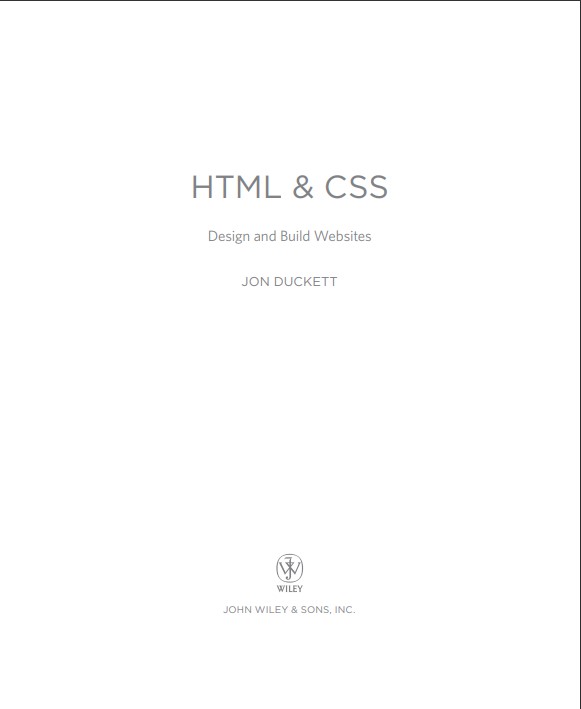 HTML & CSS
Design and Build Websites
JON DUCKETT
WILEY
JOHN WILEY & SONS, INC.